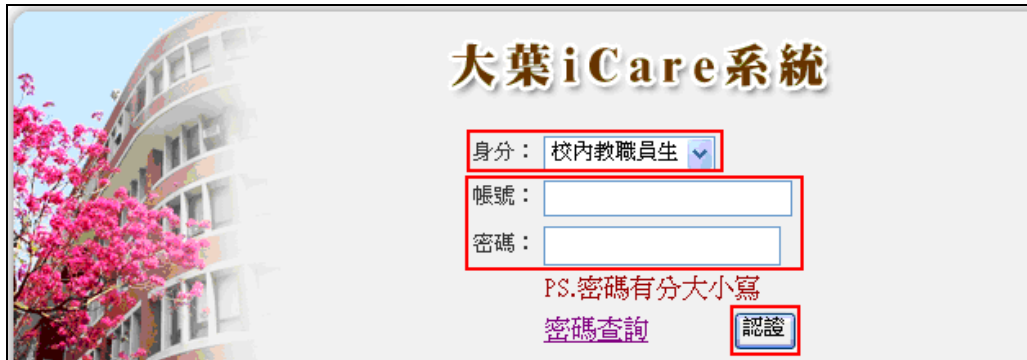 大葉iCare系統
身分： 校內教職員生
帳號：
密碼：
PS.密碼有分大小寫
密碼查詢 認證